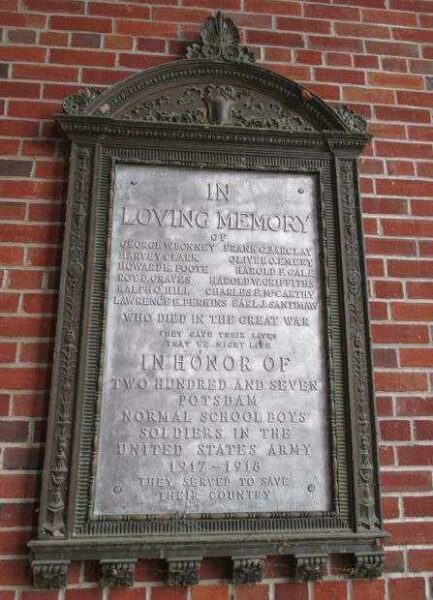 IN
LOVING MEMORY
OF
GEORGE W. BONNEY FRANK C. BARCLAY
HARVEY CLARK OLIVER C. EMERY
HOWARD E. FOOTE HAROLD F. GALE
ROY D. GRAVES HAROLD W. GRIFFITHS
RALPH O. HILL CHARLES E. MCCARTHY
LAWRENCE E. PERKINS EARL J. SANTIMAW
WHO DIED IN THE GREAT WAR
THEY GAVE THEIR LIVES
THAT WE MIGHT LIVE
IN HONOR OF
TWO HUNDRED AND SEVEN
POTSDAM
NORMAL SCHOOL BOYS
SOLDIERS IN THE
UNITED STATES ARMY
1917-1918
THEY SERVED TO SAVE
THEIR COUNTRY